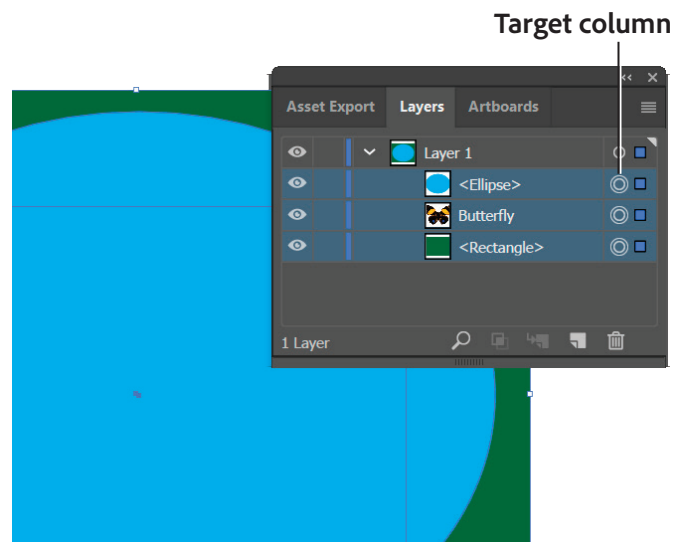 Target column
Asset Export Layers Artboards
Layer 1
<Ellipse>
Butterfly
<Rectangle>
1 Layer